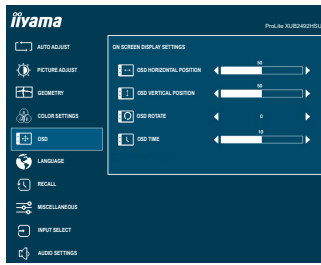 iiyama
ProLite XUB2492HSU
AUTO ADJUST
PICTURE ADJUST
GEOMETRY
COLOR SETTINGS
OSD
LANGUAGE
RECALL
MISCELLANEOUS
INPUT SELECT
AUDIO SETTINGS
ON SCREEN DISPLAY SETTINGS
50
OSD HORIZONTAL POSITION
50
OSD VERTICAL POSITION
OSD ROTATE 0
10
OSD TIME